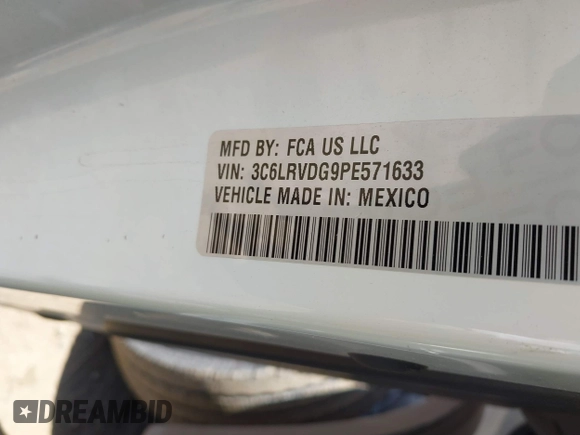 MFD BY: FCA US LLC
VIN: 3C6LRVDG9PE571633
VEHICLE MADE IN: MEXICO
DREAMBID